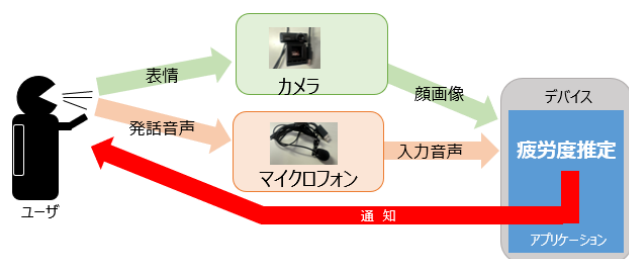 表情
カメラ
顔画像
発話音声
マイクロフォン
入力音声
デバイス
疲労度推定
アプリケーション
通 知
ユーザ